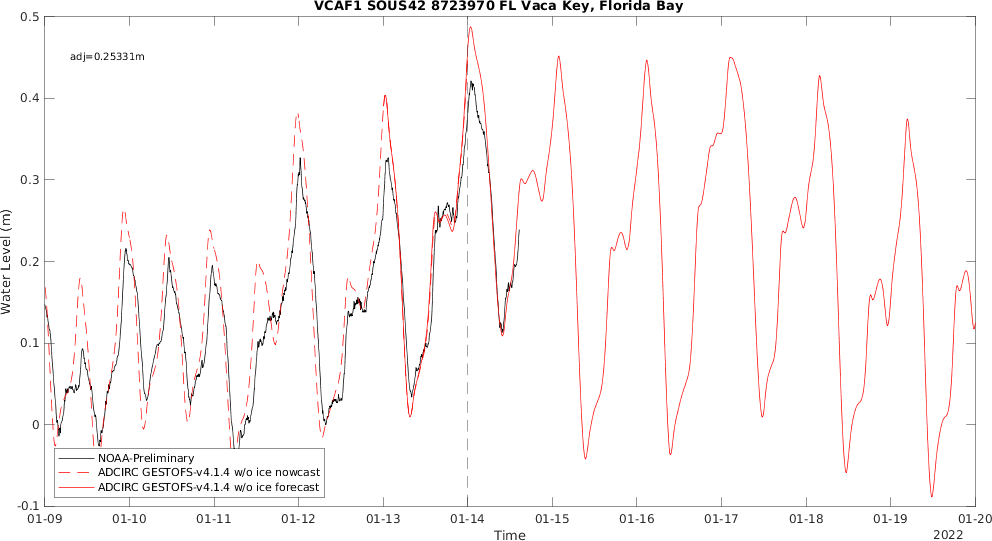 VCAF1 SOUS42 8723970 FL Vaca Key, Florida Bay
adj=0.25331m
0.5
0.4
0.3
0.2
0.1
0
-0.1
Water Level (m)
NOAA-Preliminary
ADCIRC GESTOFS-v4.1.4 w/o ice nowcast
ADCIRC GESTOFS-v4.1.4 w/o ice forecast
01-09 01-10 01-11 01-12 01-13 01-14 01-15 01-16 01-17 01-18 01-19 01-20
Time
2022